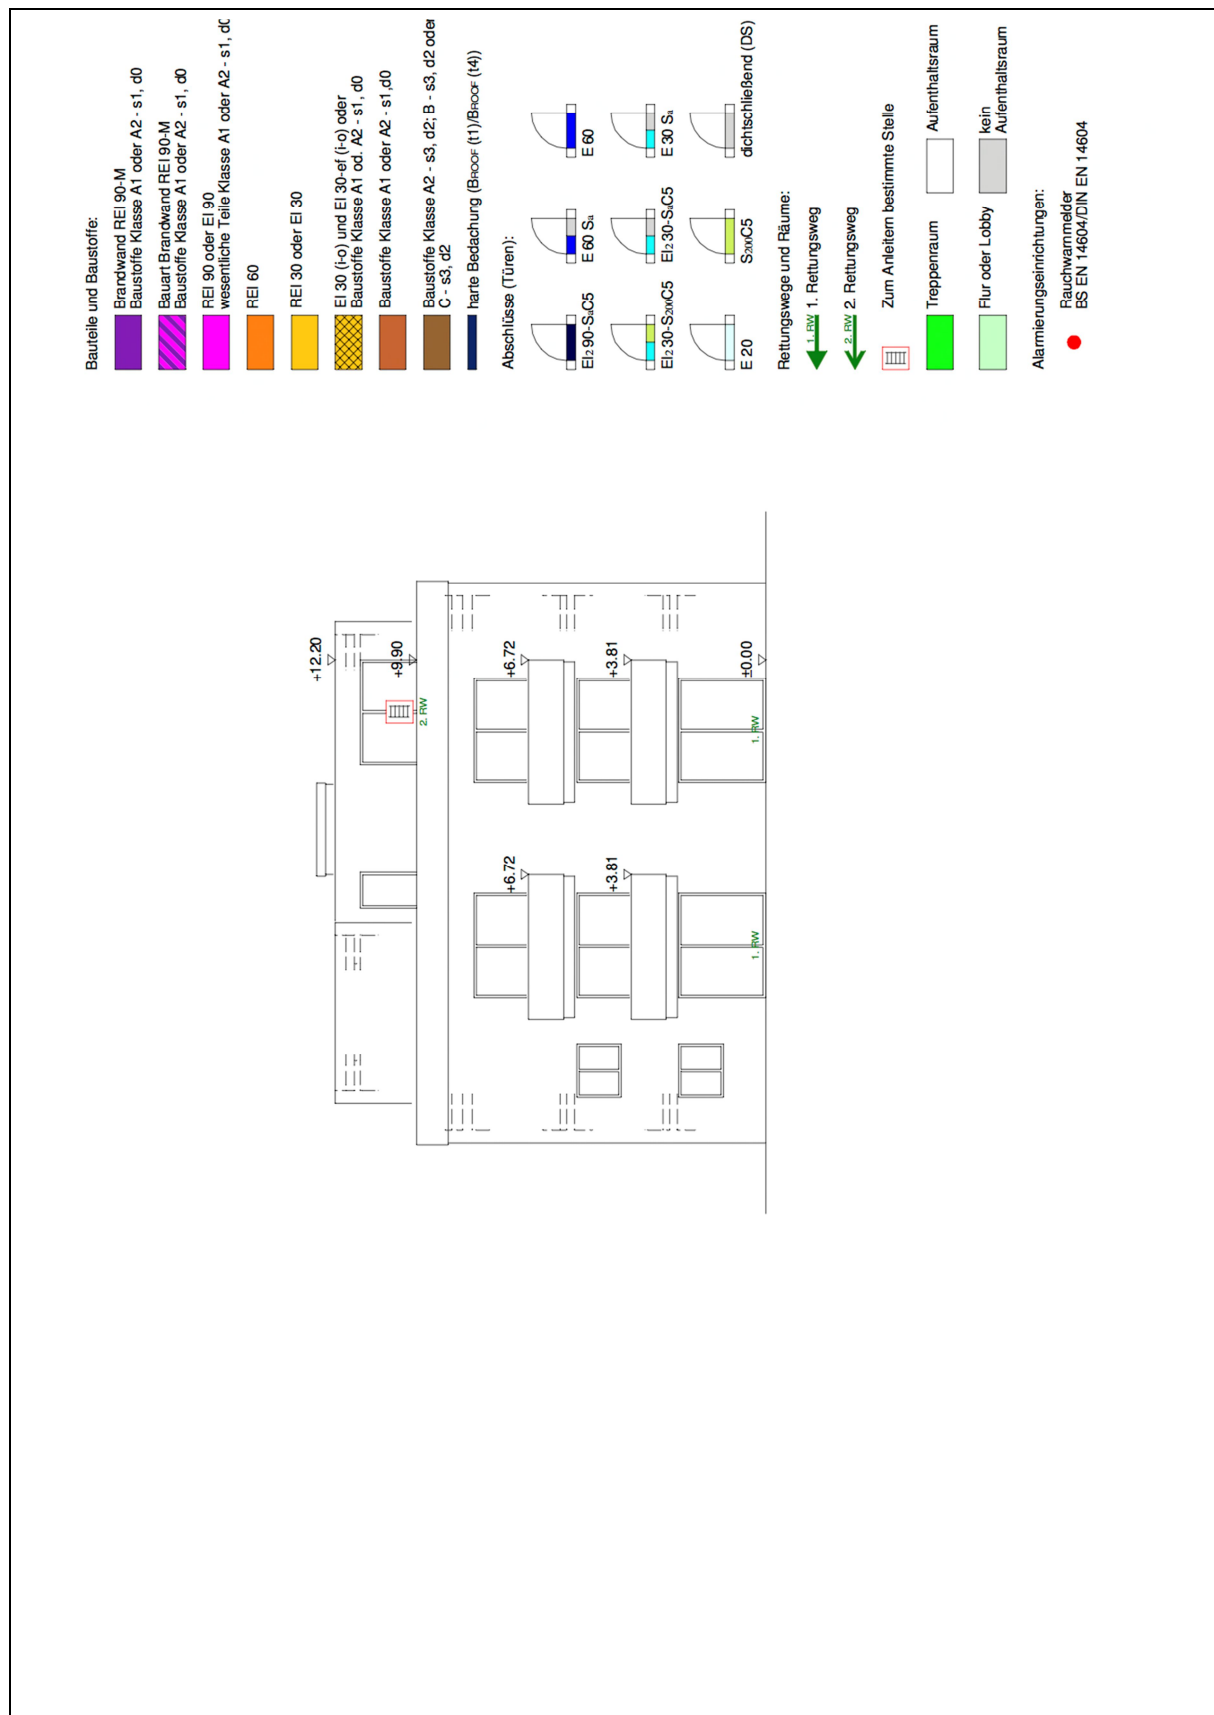 Bauteile und Baustoffe:
Brandwand REI 90-M
Baustoffe Klasse A1 oder A2 - s1, d0
Bauart Brandwand REI 90-M
Baustoffe Klasse A1 oder A2 - s1, d0
REI 90 oder EI 90
wesentliche Teile Klasse A1 oder A2 - s1, d0
REI 60
REI 30 oder EI 30
EI 30 (i-o) und EI 30-ef (i-o) oder
Baustoffe Klasse A1 od. A2 - s1, d0
Baustoffe Klasse A1 oder A2 - s1,d0
Baustoffe Klasse A2 - s3, d2; B - s3, d2 oder
C - s3, d2
harte Bedachung (BROOF (t1)/BROOF (t4))
Abschlüsse (Türen):
EI2 90-SaC5
E 60 Sa
E 60
EI2 30-S200C5
EI2 30-SaC5
E 30 Sa
E 20
S200C5
dichtschließend (DS)
Rettungswege und Räume:
1. RW
1. Rettungsweg
2. RW
2. Rettungsweg
Zum Anleitern bestimmte Stelle
Treppenraum
Aufenthaltsraum
Flur oder Lobby
kein
Aufenthaltsraum
Alarmierungseinrichtungen:
Rauchwarnmelder
BS EN 14604/DIN EN 14604
+12.20
+9.90
2. RW
+6.72
+6.72
+3.81
+3.81
±0.00
1. RW
1. RW